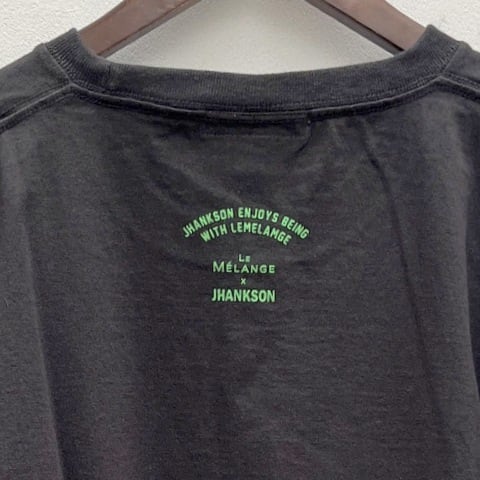 JHANKSON ENJOYS BEING
WITH LEMELAMGE
LE
MÉLANGE
x
JHANKSON